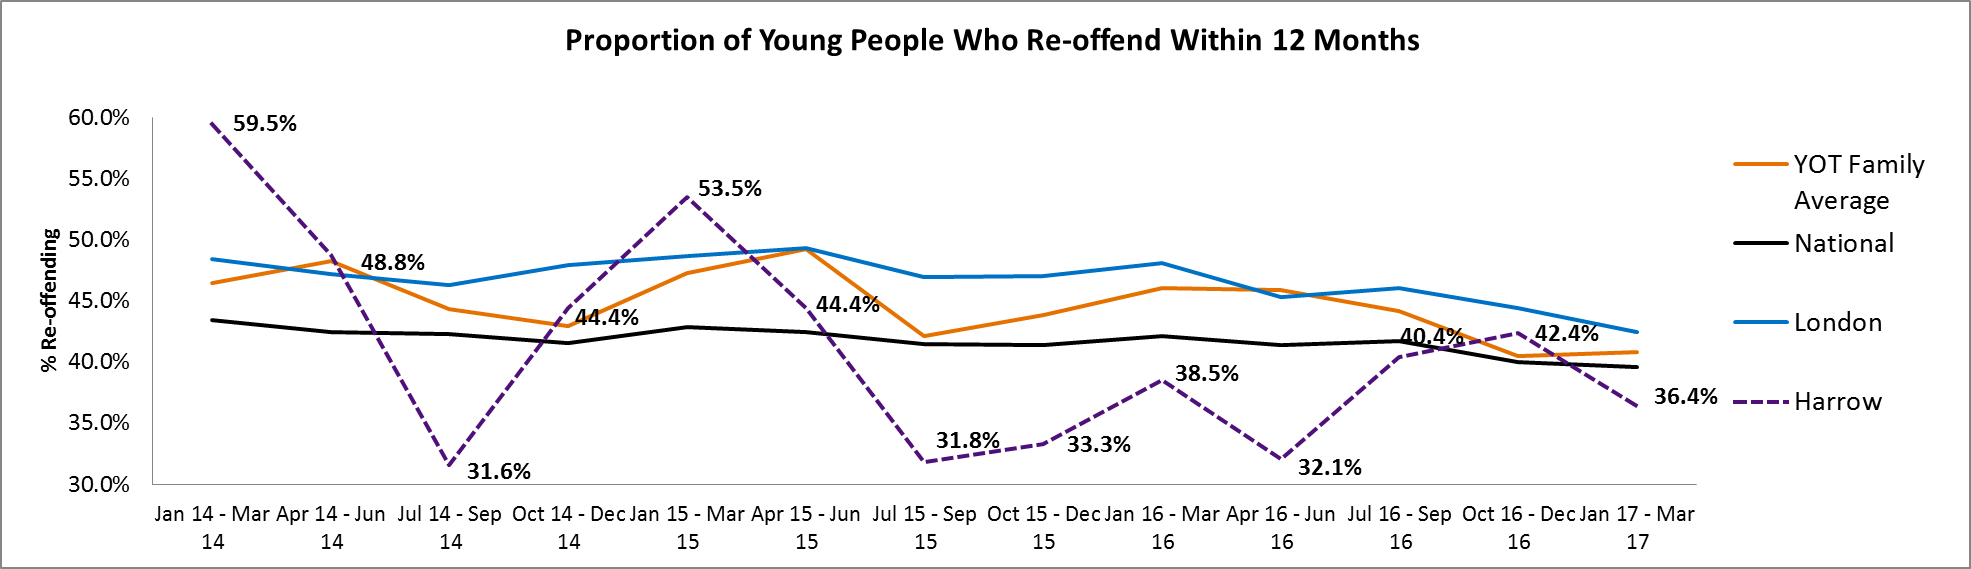 Proportion of Young People Who Re-offend Within 12 Months
% Re-offending
60.0%
55.0%
50.0%
45.0%
40.0%
35.0%
30.0%
59.5%
48.8%
31.6%
44.4%
53.5%
44.4%
31.8%
33.3%
38.5%
32.1%
40.4%
42.4%
36.4%
Jan 14 - Mar
14
Apr 14 - Jun
14
Jul 14 - Sep
14
Oct 14 - Dec
14
Jan 15 - Mar
15
Apr 15 - Jun
15
Jul 15 - Sep
15
Oct 15 - Dec
15
Jan 16 - Mar
16
Apr 16 - Jun
16
Jul 16 - Sep
16
Oct 16 - Dec
16
Jan 17 - Mar
17
YOT Family
Average
National
London
Harrow